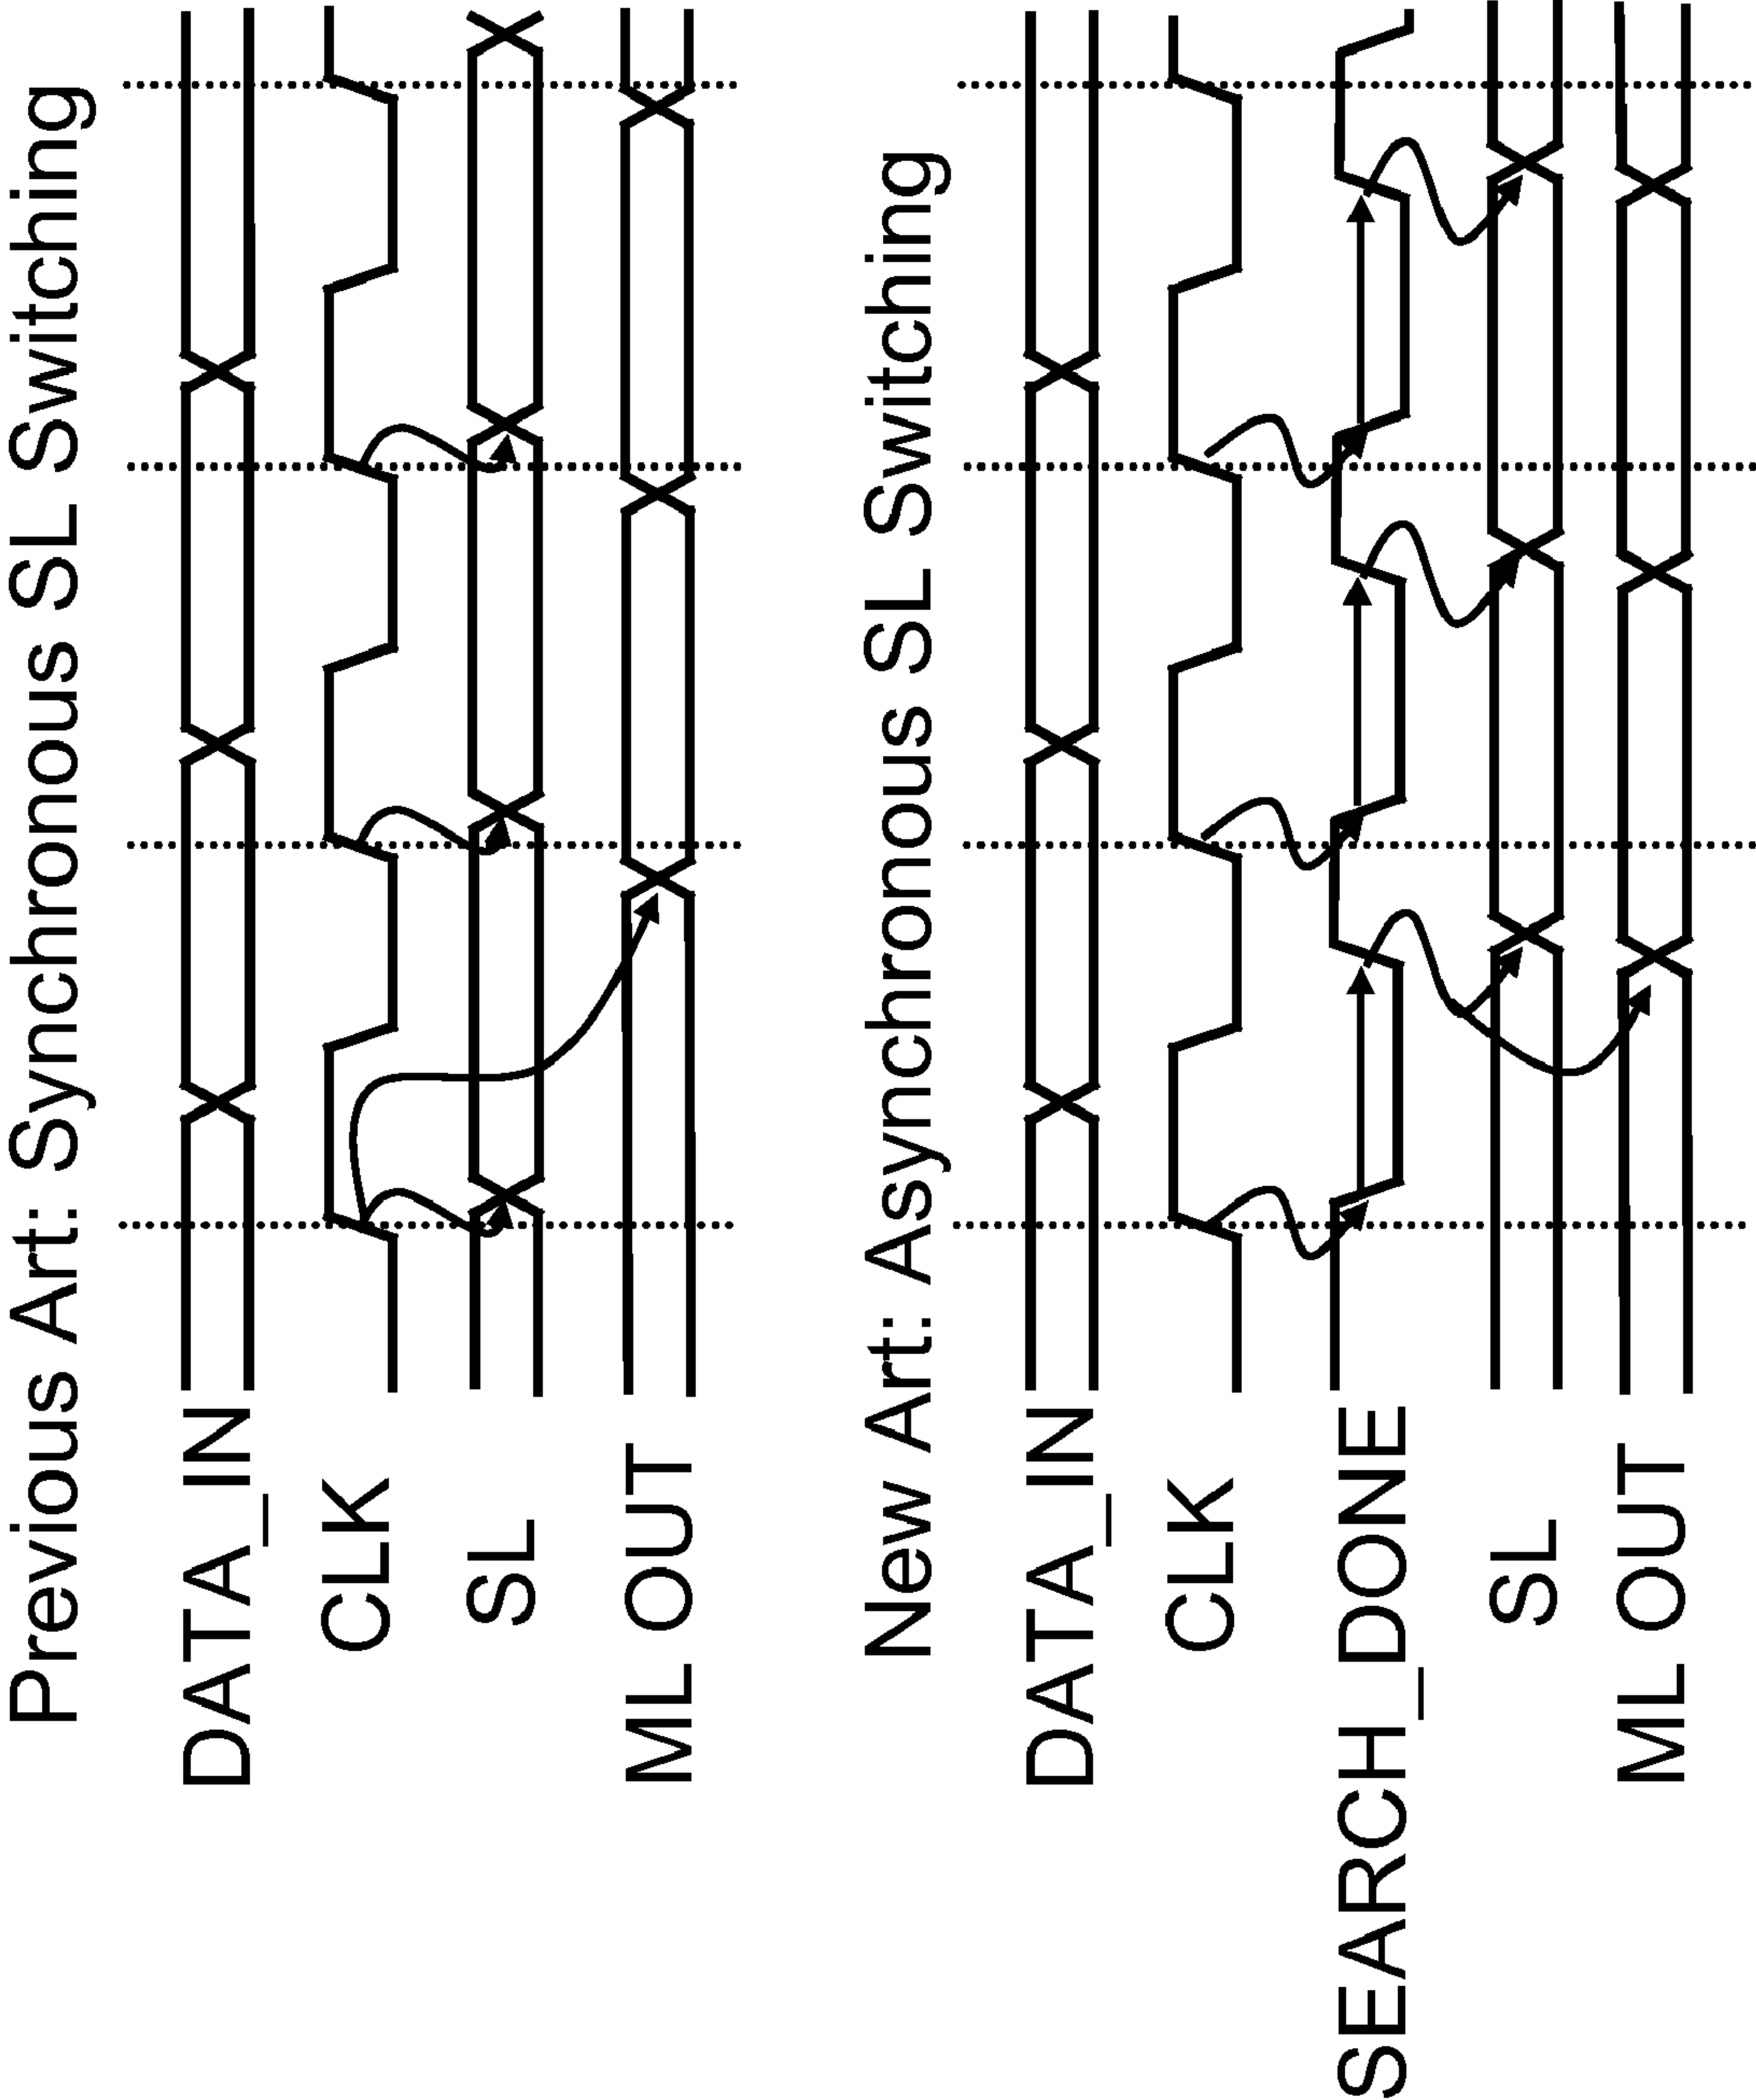 Previous Art: Synchronous SL Switching
DATA_IN
CLK
SL
ML OUT
New Art: Asynchronous SL Switching
DATA_IN
CLK
SEARCH_DONE
SL
ML OUT